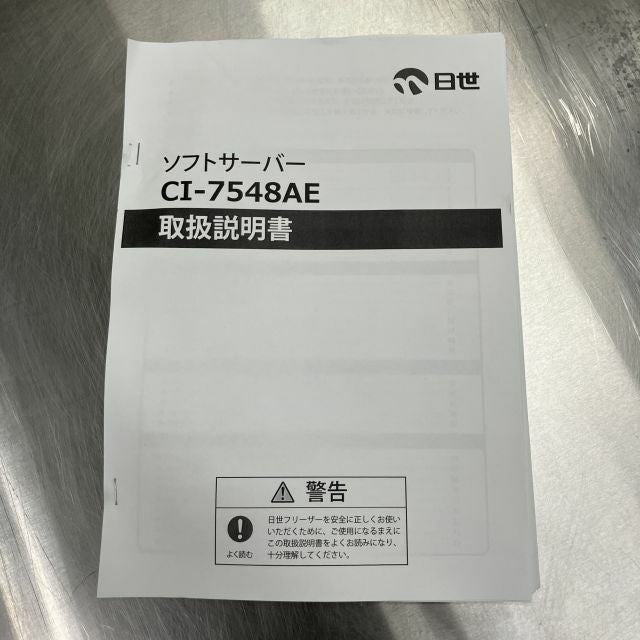 日世
ソフトサーバー
CI-7548AE
取扱説明書
警告
日世フリーザーを安全に正しくお使い
いただくために、ご使用になるまえに
この取扱説明書をよくお読みになり、
十分理解してください。
よく読む